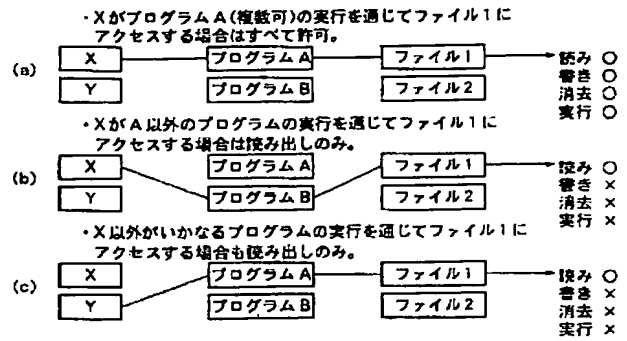 ・XがプログラムA(複数可)の実行を通じてファイル1に
アクセスする場合はすべて許可。
(a) X プログラムA ファイル1 読み ○
書き ○
Y プログラムB ファイル2 消去 ○
実行 ○
・XがA以外のプログラムの実行を通じてファイル1に
アクセスする場合は読み出しのみ。
(b) X プログラムA ファイル1 読み ○
書き ×
Y プログラムB ファイル2 消去 ×
実行 ×
・X以外がいかなるプログラムの実行を通じてファイル1に
アクセスする場合も読み出しのみ。
(c) X プログラムA ファイル1 読み ○
書き ×
Y プログラムB ファイル2 消去 ×
実行 ×